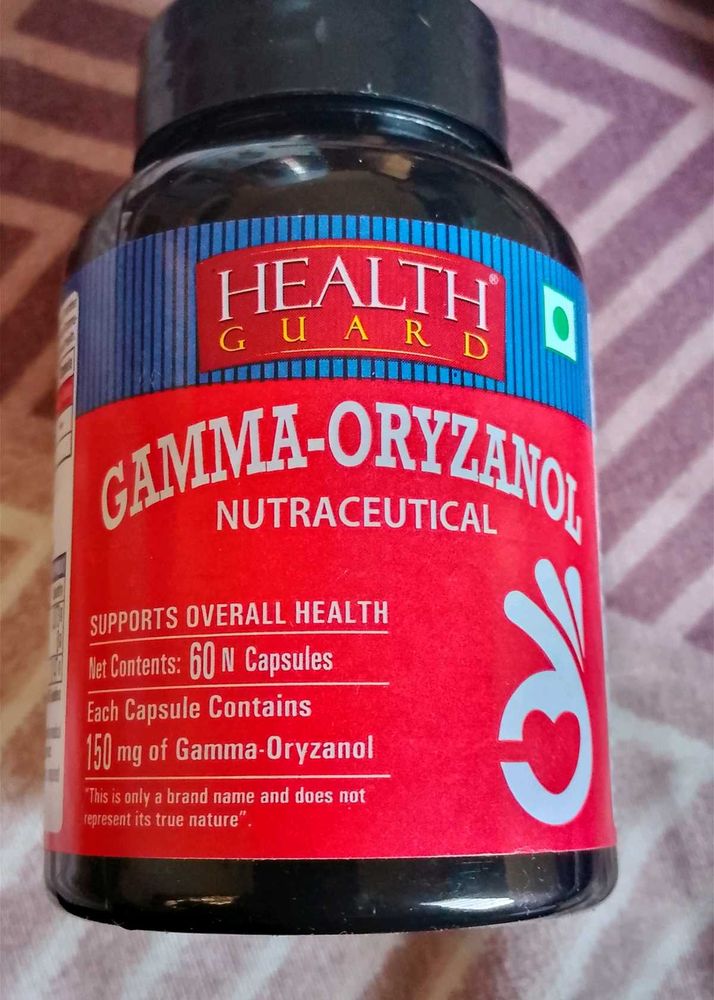 HEALTH®
GUARD
GAMMA-ORYZANOL
NUTRACEUTICAL
SUPPORTS OVERALL HEALTH
Net Contents: 60 N Capsules
Each Capsule Contains
150 mg of Gamma-Oryzanol
"This is only a brand name and does not
represent its true nature".